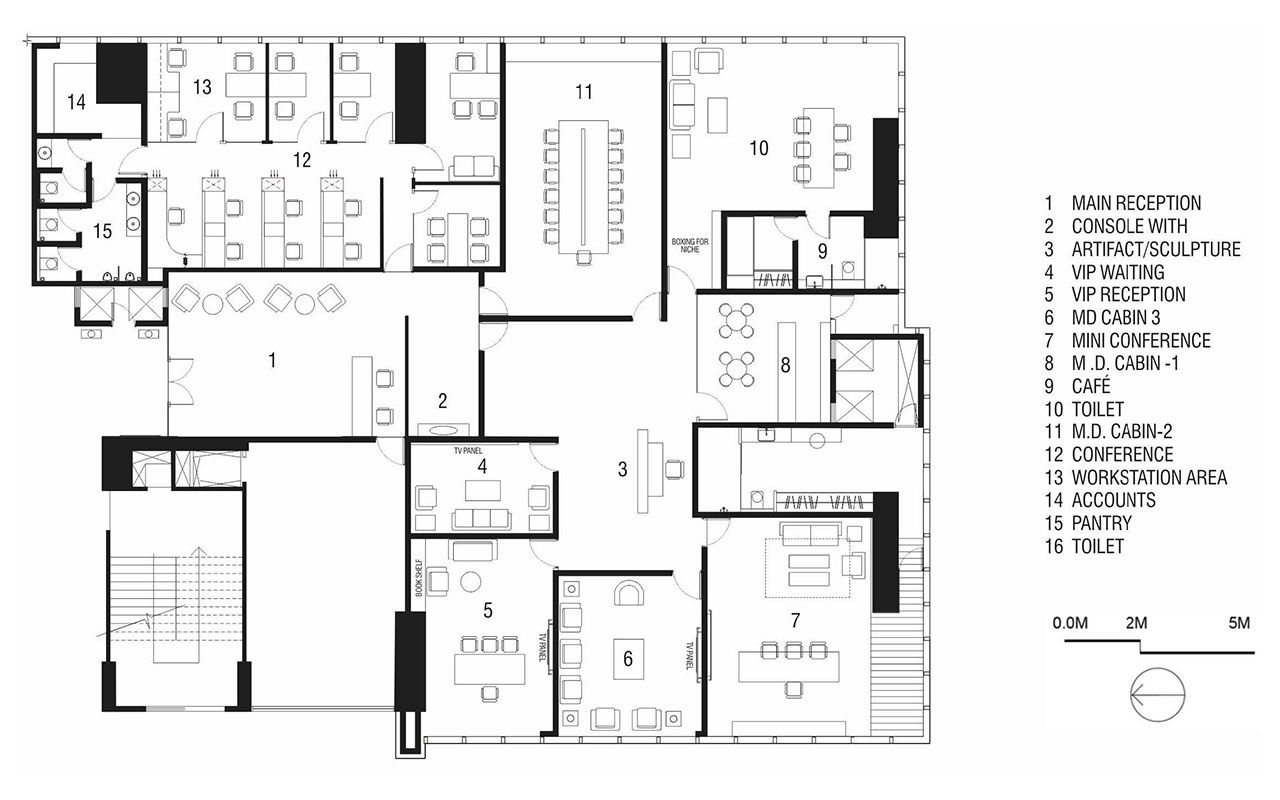 14
13
12
11
10
BOXING FOR
NICHE
9
15
1
2
8
TV PANEL
4
3
BOOK SHELF
5
TV PANEL
6
TV PANEL
7
1 MAIN RECEPTION
2 CONSOLE WITH
3 ARTIFACT/SCULPTURE
4 VIP WAITING
5 VIP RECEPTION
6 MD CABIN 3
7 MINI CONFERENCE
8 M .D. CABIN -1
9 CAFÉ
10 TOILET
11 M.D. CABIN-2
12 CONFERENCE
13 WORKSTATION AREA
14 ACCOUNTS
15 PANTRY
16 TOILET
0.0M 2M 5M